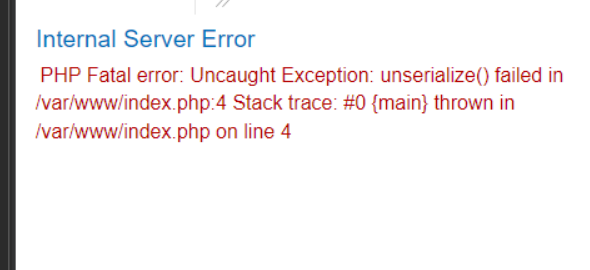 Internal Server Error
PHP Fatal error: Uncaught Exception: unserialize() failed in
/var/www/index.php:4 Stack trace: #0 {main} thrown in
/var/www/index.php on line 4